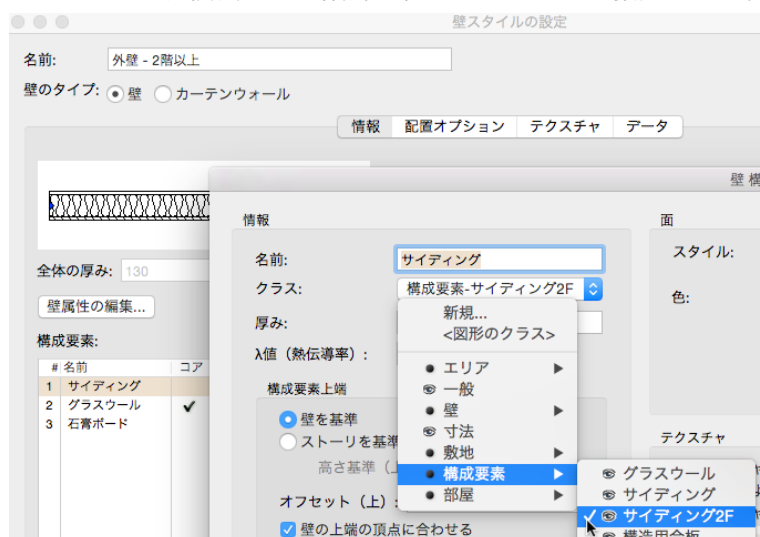 壁スタイルの設定
名前: 外壁 - 2階以上
壁のタイプ: 壁 カーテンウォール
情報 配置オプション テクスチャ データ
壁 構
情報 面
名前: サイディング スタイル:
クラス: 構成要素-サイディング2F 色:
全体の厚み: 130
新規...
厚み:
<図形のクラス>
壁属性の編集...
λ値（熱伝導率）:
構成要素:
# 名前 コア
1 サイディング
2 グラスウール ✔
3 石膏ボード
エリア
一般
壁
寸法
敷地
構成要素
部屋
構成要素上端
壁を基準
ストーリを基準
高さ基準（
オフセット（上）:
壁の上端の頂点に合わせる
テクスチャ
グラスウール
サイディング
サイディング2F
構造用合板